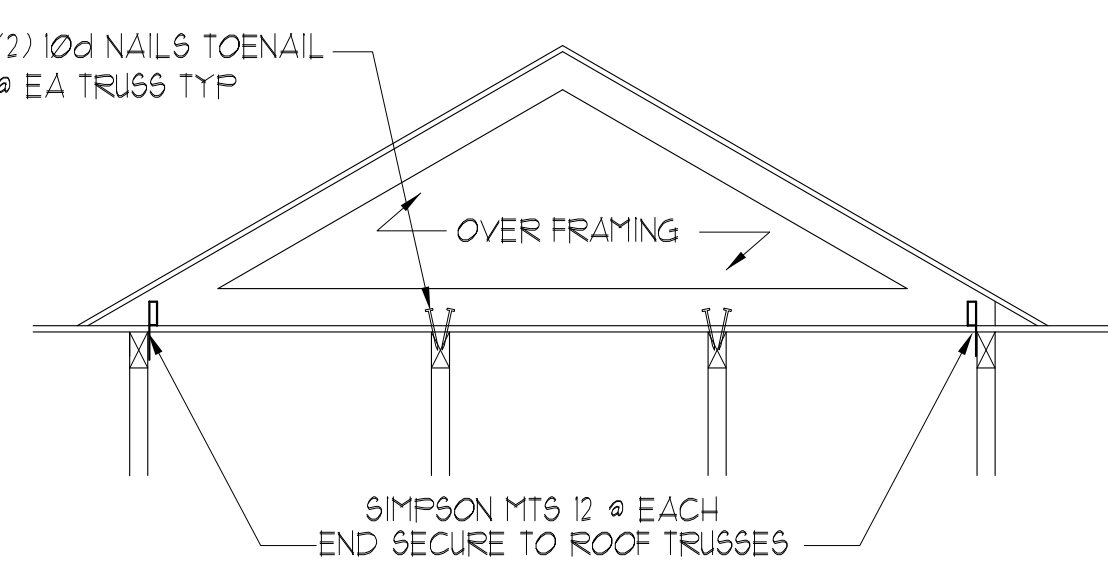 (2) 10d NAILS TOENAIL
@ EA TRUSS TYP
OVER FRAMING
SIMPSON MTS 12 @ EACH
END SECURE TO ROOF TRUSSES